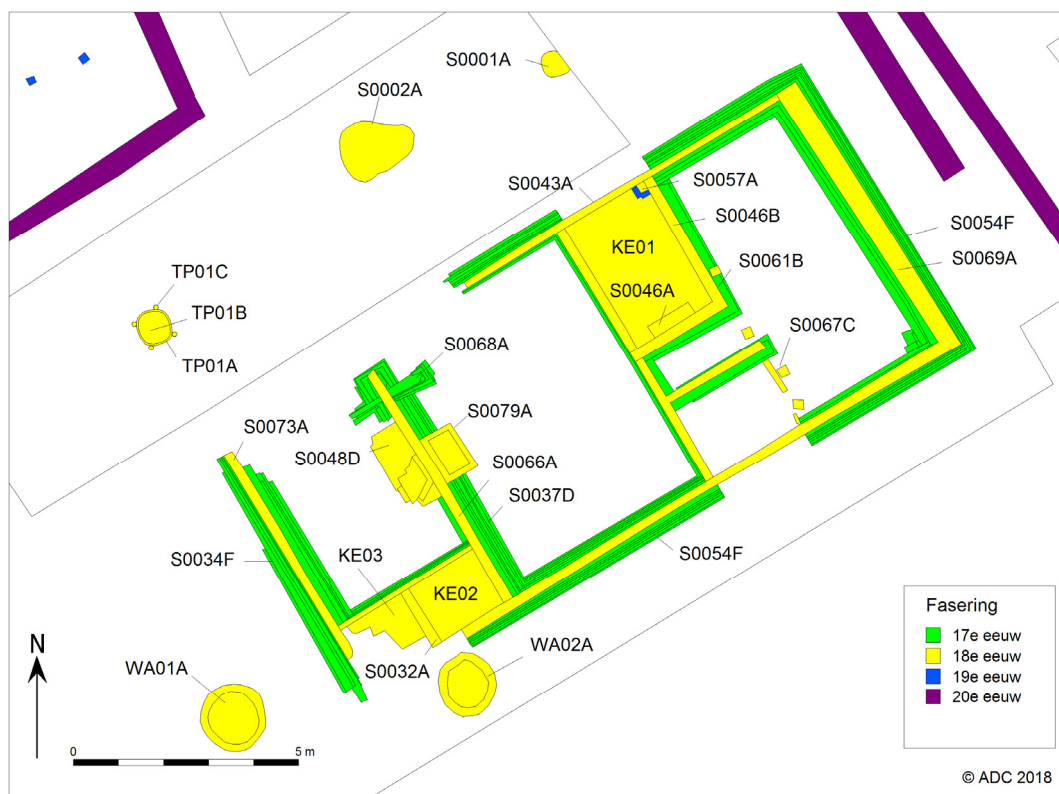 S0001A
S0002A
S0057A
S0043A
S0046B
KE01
S0054F
S0061B
S0069A
TP01C
S0046A
TP01B
S0067C
TP01A
S0068A
S0079A
S0073A
S0048D
S0066A
S0037D
KE03
S0034F
S0054F
KE02
Fasering
17e eeuw
18e eeuw
19e eeuw
20e eeuw
N
WA01A
S0032A
WA02A
0 5 m
© ADC 2018